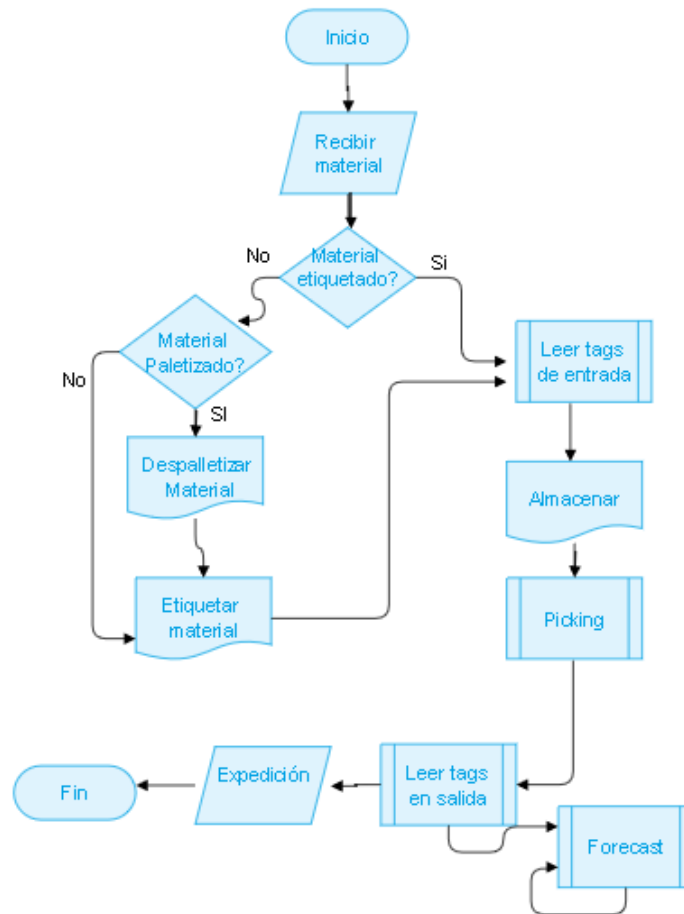 Inicio
Recibir
material
Material
etiquetado?
No
Si
Material
Paletizado?
No
SI
Leer tags
de entrada
Despalletizar
Material
Almacenar
Etiquetar
material
Picking
Fin
Expedición
Leer tags
en salida
Forecast